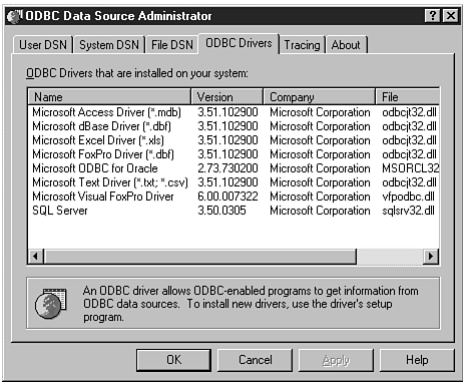 ODBC Data Source Administrator
User DSN System DSN File DSN ODBC Drivers Tracing About
ODBC Drivers that are installed on your system:
Name Version Company File
Microsoft Access Driver (*.mdb) 3.51.102900 Microsoft Corporation odbcjt32.dll
Microsoft dBase Driver (*.dbf) 3.51.102900 Microsoft Corporation odbcjt32.dll
Microsoft Excel Driver (*.xls) 3.51.102900 Microsoft Corporation odbcjt32.dll
Microsoft FoxPro Driver (*.dbf) 3.51.102900 Microsoft Corporation odbcjt32.dll
Microsoft ODBC for Oracle 2.73.730200 Microsoft Corporation MSORCL32
Microsoft Text Driver (*.txt; *.csv) 3.51.102900 Microsoft Corporation odbcjt32.dll
Microsoft Visual FoxPro Driver 6.00.007322 Microsoft Corporation vfpodbc.dll
SQL Server 3.50.0305 Microsoft Corporation sqlsrv32.dll
An ODBC driver allows ODBC-enabled programs to get information from
ODBC data sources. To install new drivers, use the driver's setup
program.
OK Cancel Apply Help